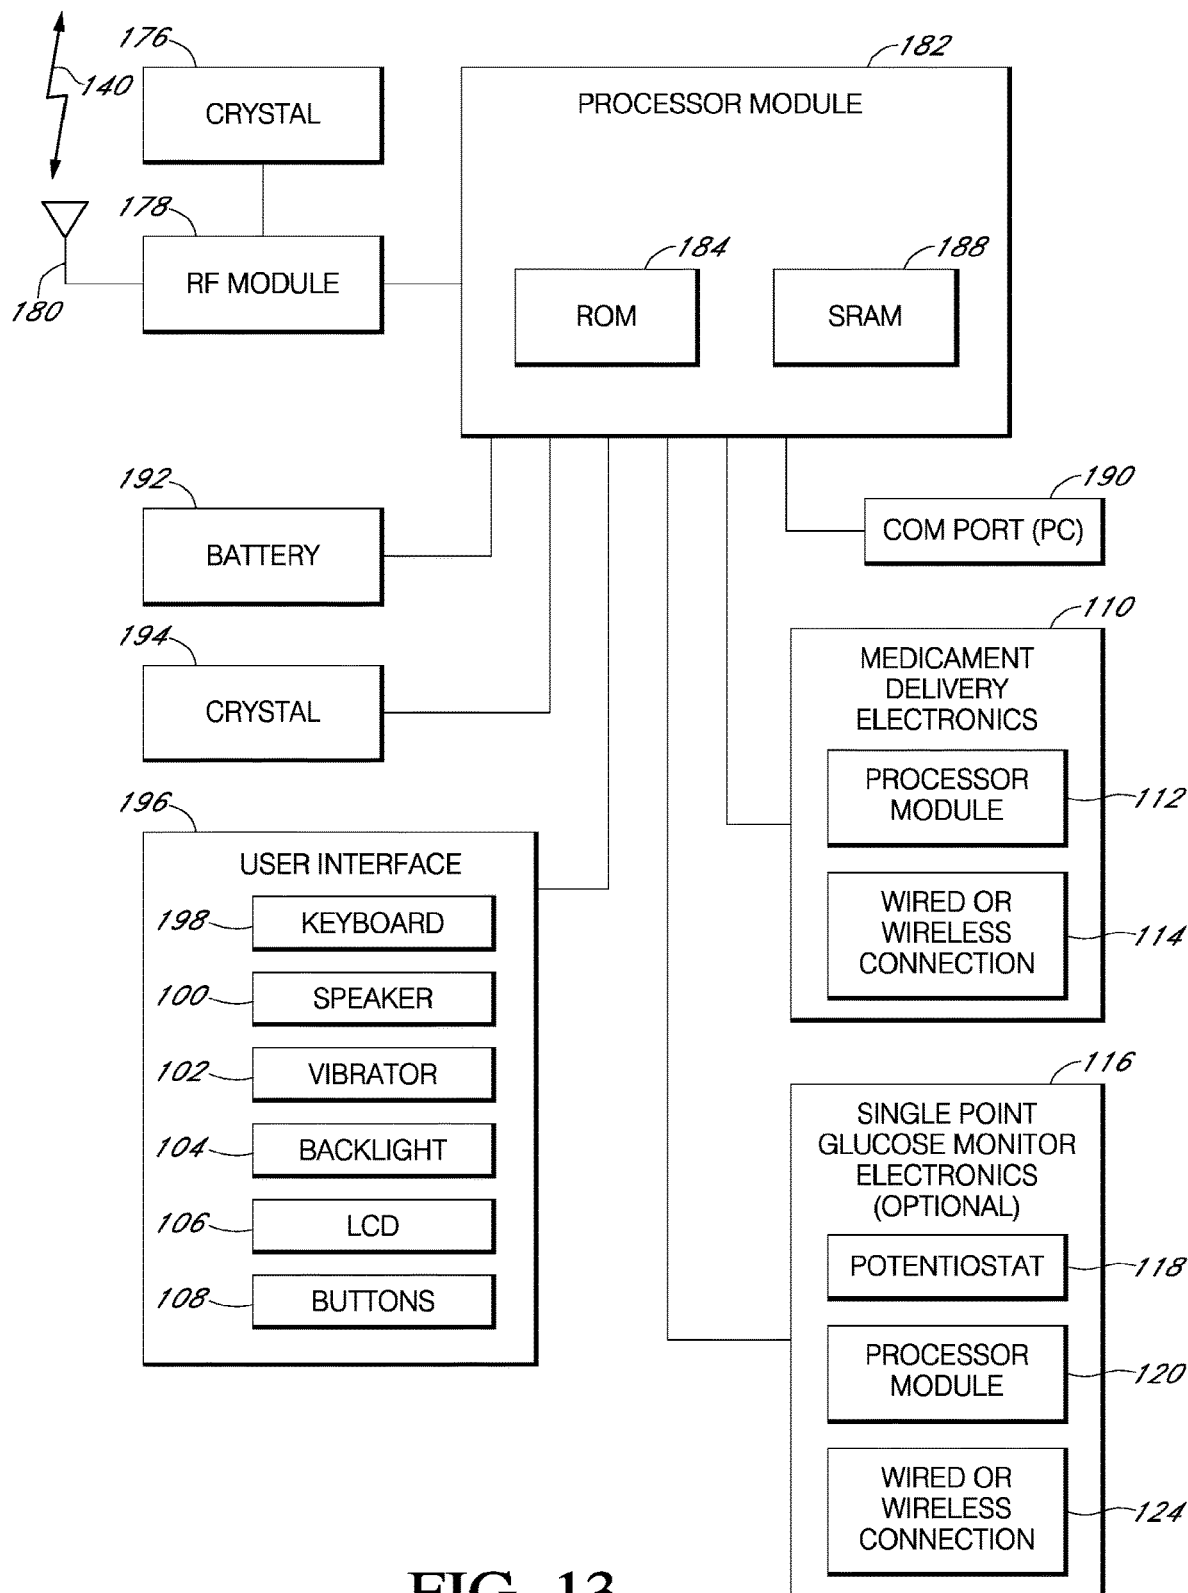 176
182
140
CRYSTAL
PROCESSOR MODULE
178
184
188
RF MODULE
ROM
SRAM
180
192
190
BATTERY
COM PORT (PC)
194
110
CRYSTAL
MEDICAMENT
DELIVERY
ELECTRONICS
PROCESSOR
MODULE
112
WIRED OR
WIRELESS
CONNECTION
114
196
USER INTERFACE
198 KEYBOARD
100 SPEAKER
102 VIBRATOR
104 BACKLIGHT
106 LCD
108 BUTTONS
116
SINGLE POINT
GLUCOSE MONITOR
ELECTRONICS
(OPTIONAL)
POTENTIOSTAT 118
PROCESSOR
MODULE
120
WIRED OR
WIRELESS
CONNECTION
124
FIG. 13